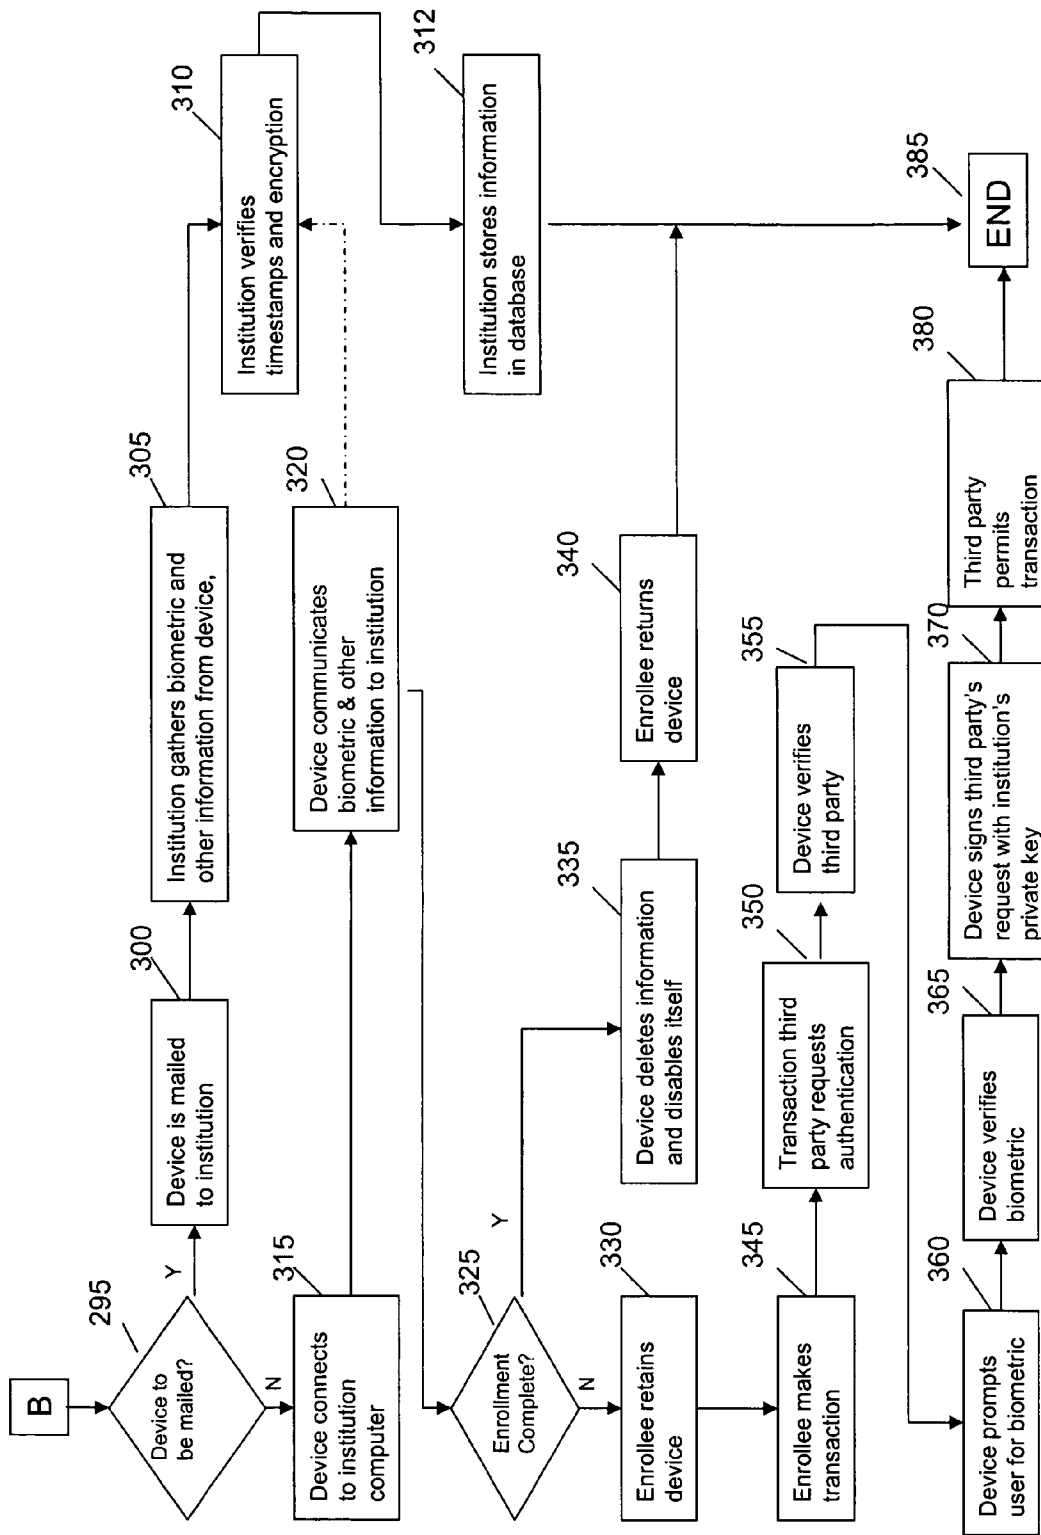 B
295
Device to
be mailed?
Y
N
300
Device is mailed
to institution
305
Institution gathers biometric and
other information from device,
310
Institution verifies
timestamps and encryption
312
Institution stores information
in database
315
Device connects
to institution
computer
320
Device communicates
biometric & other
information to institution
325
Enrollment
Complete?
Y
N
335
Device deletes information
and disables itself
340
Enrollee returns
device
330
Enrollee retains
device
345
Enrollee makes
transaction
350
Transaction third
party requests
authentication
355
Device verifies
third party
360
Device prompts
user for biometric
365
Device verifies
biometric
370
Device signs third party's
request with institution's
private key
380
Third party
permits
transaction
385
END